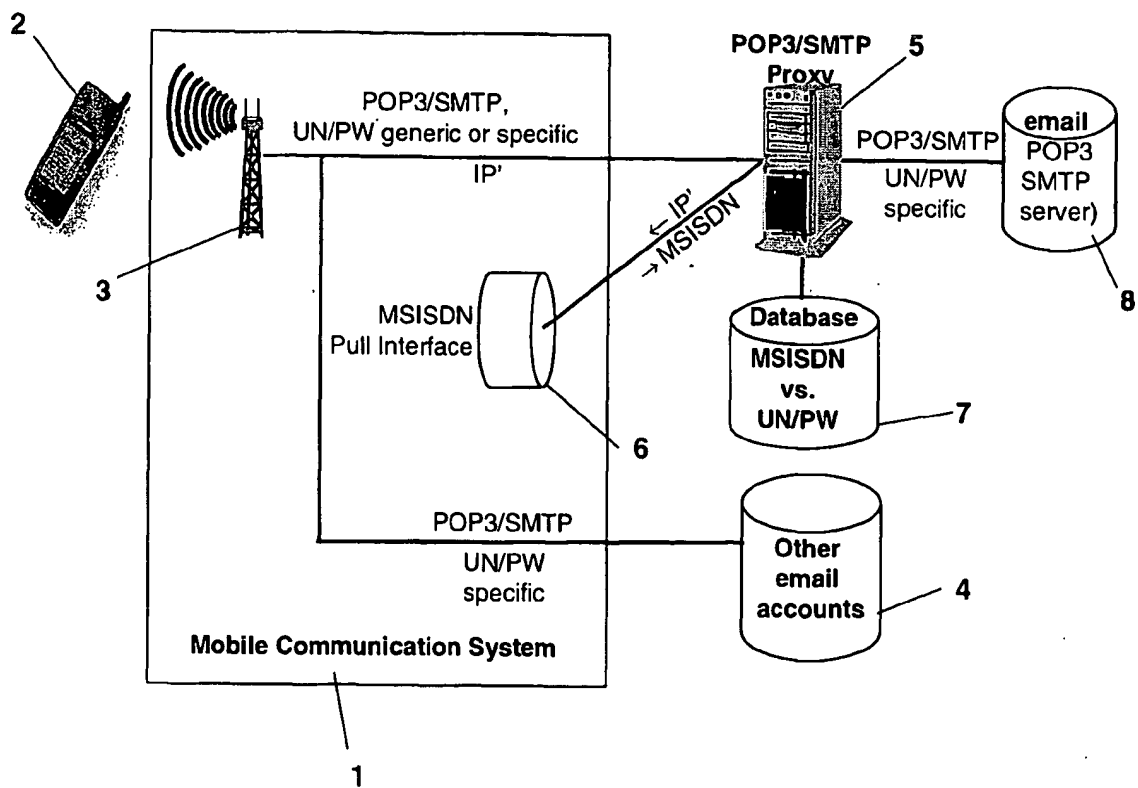 2
POP3/SMTP
Proxy
5
POP3/SMTP,
UN/PW generic or specific
IP'
POP3/SMTP
UN/PW
specific
email
POP3
SMTP
server)
8
3
← IP'
→ MSISDN
MSISDN
Pull Interface
6
Database
MSISDN
vs.
UN/PW
7
POP3/SMTP
UN/PW
specific
Other
email
accounts
4
Mobile Communication System
1